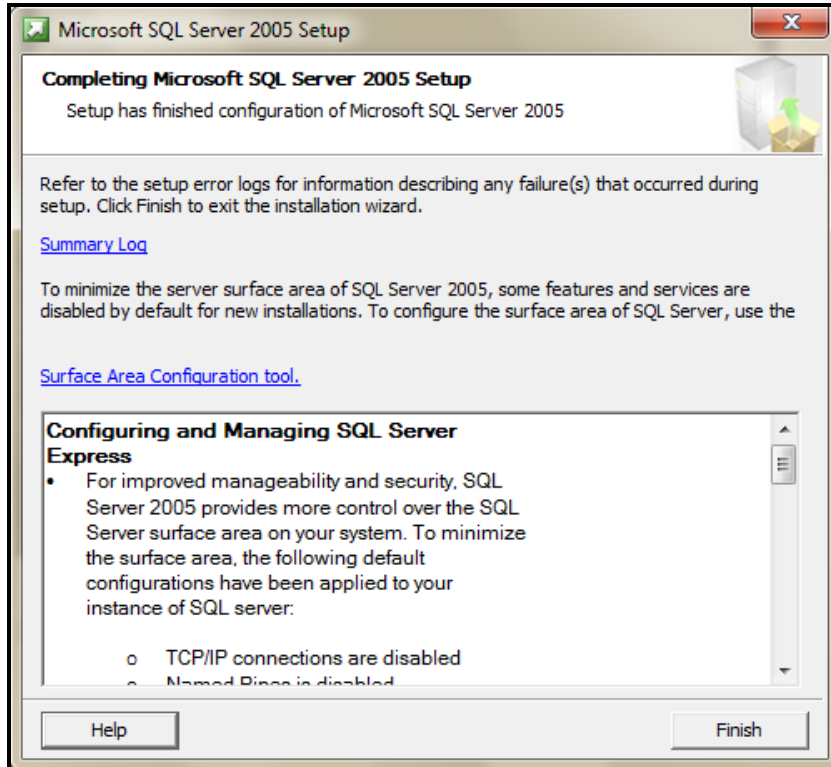 Microsoft SQL Server 2005 Setup
Completing Microsoft SQL Server 2005 Setup
Setup has finished configuration of Microsoft SQL Server 2005
Refer to the setup error logs for information describing any failure(s) that occurred during
setup. Click Finish to exit the installation wizard.
Summary Log
To minimize the server surface area of SQL Server 2005, some features and services are
disabled by default for new installations. To configure the surface area of SQL Server, use the
Surface Area Configuration tool.
Configuring and Managing SQL Server
Express
• For improved manageability and security, SQL
Server 2005 provides more control over the SQL
Server surface area on your system. To minimize
the surface area, the following default
configurations have been applied to your
instance of SQL server:
o TCP/IP connections are disabled
o Named Pipes is disabled
Help
Finish